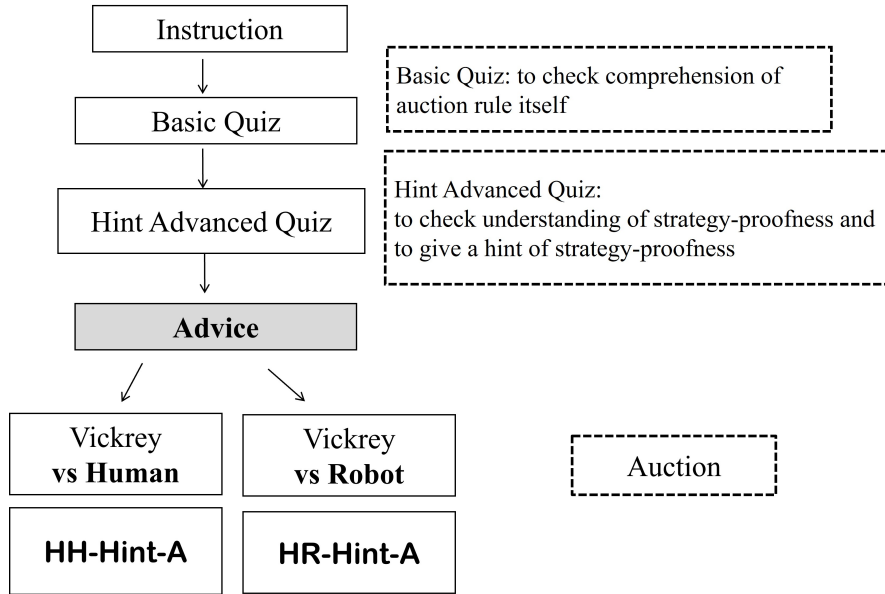 Instruction
Basic Quiz: to check comprehension of
auction rule itself
Basic Quiz
Hint Advanced Quiz:
to check understanding of strategy-proofness and
to give a hint of strategy-proofness
Hint Advanced Quiz
Advice
Vickrey
vs Human
Vickrey
vs Robot
Auction
HH-Hint-A
HR-Hint-A